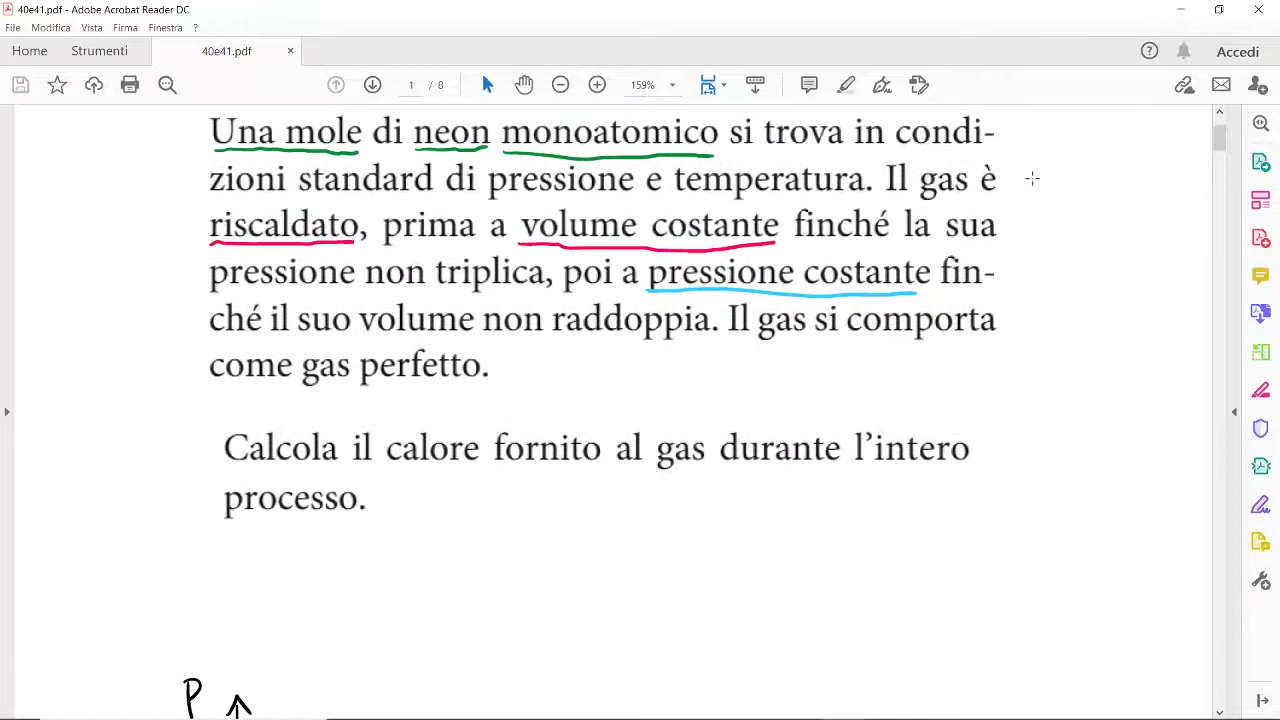 40e41.pdf - Adobe Acrobat Reader DC
File Modifica Vista Firma Finestra ?
Home Strumenti 40e41.pdf × Accedi
1 / 8 159%
Una mole di neon monoatomico si trova in condi-
zioni standard di pressione e temperatura. Il gas è
riscaldato, prima a volume costante finché la sua
pressione non triplica, poi a pressione costante fin-
ché il suo volume non raddoppia. Il gas si comporta
come gas perfetto.
Calcola il calore fornito al gas durante l’intero
processo.
P